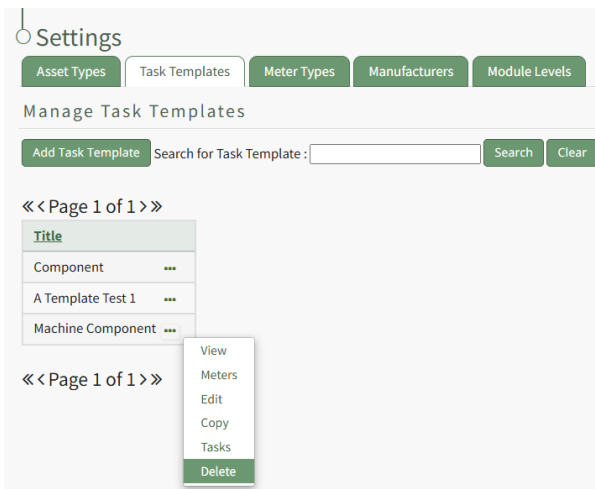 Settings
Asset Types Task Templates Meter Types Manufacturers Module Levels
Manage Task Templates
Add Task Template Search for Task Template : Search Clear
« < Page 1 of 1 > »
Title
Component ...
A Template Test 1 ...
Machine Component ...
View
Meters
« < Page 1 of 1 > »
Edit
Copy
Tasks
Delete